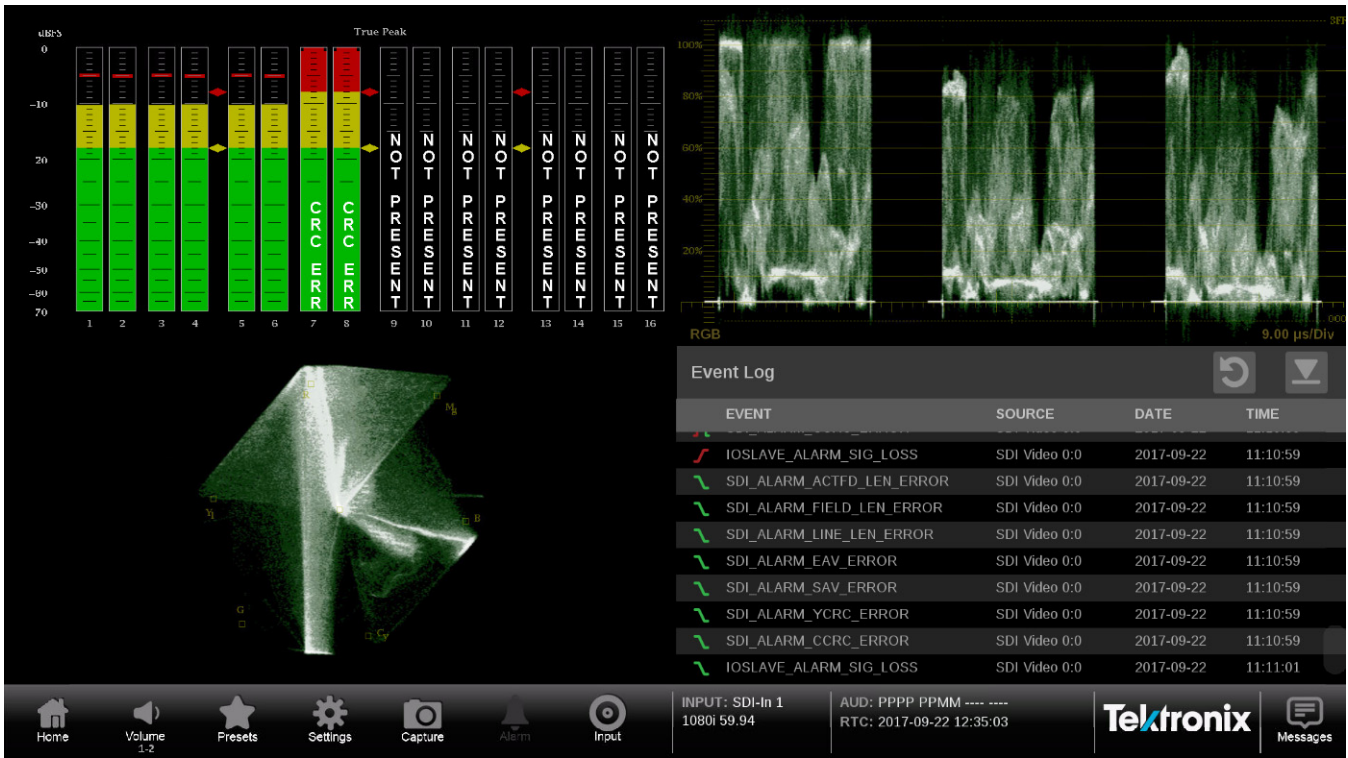 dBFS
True Peak
0
–10
20
–30
–40
–50
70
CRC ERR
CRC ERR
NOT PRESENT
NOT PRESENT
NOT PRESENT
NOT PRESENT
NOT PRESENT
NOT PRESENT
NOT PRESENT
NOT PRESENT
1 2 3 4 5 6 7 8 9 10 11 12 13 14 15 16
3FF
100%
80%
60%
40%
20%
000
RGB
9.00 µs/Div
R
Mg
Yl
B
G
Cy
Event Log
EVENT SOURCE DATE TIME
IOSLAVE_ALARM_SIG_LOSS SDI Video 0:0 2017-09-22 11:10:59
SDI_ALARM_ACTFD_LEN_ERROR SDI Video 0:0 2017-09-22 11:10:59
SDI_ALARM_FIELD_LEN_ERROR SDI Video 0:0 2017-09-22 11:10:59
SDI_ALARM_LINE_LEN_ERROR SDI Video 0:0 2017-09-22 11:10:59
SDI_ALARM_EAV_ERROR SDI Video 0:0 2017-09-22 11:10:59
SDI_ALARM_SAV_ERROR SDI Video 0:0 2017-09-22 11:10:59
SDI_ALARM_YCRC_ERROR SDI Video 0:0 2017-09-22 11:10:59
SDI_ALARM_CCRC_ERROR SDI Video 0:0 2017-09-22 11:10:59
IOSLAVE_ALARM_SIG_LOSS SDI Video 0:0 2017-09-22 11:11:01
Home
Volume
1-2
Presets
Settings
Capture
Alarm
Input
INPUT: SDI-In 1
1080i 59.94
AUD: PPPP PPMM ---- ----
RTC: 2017-09-22 12:35:03
Tektronix
Messages